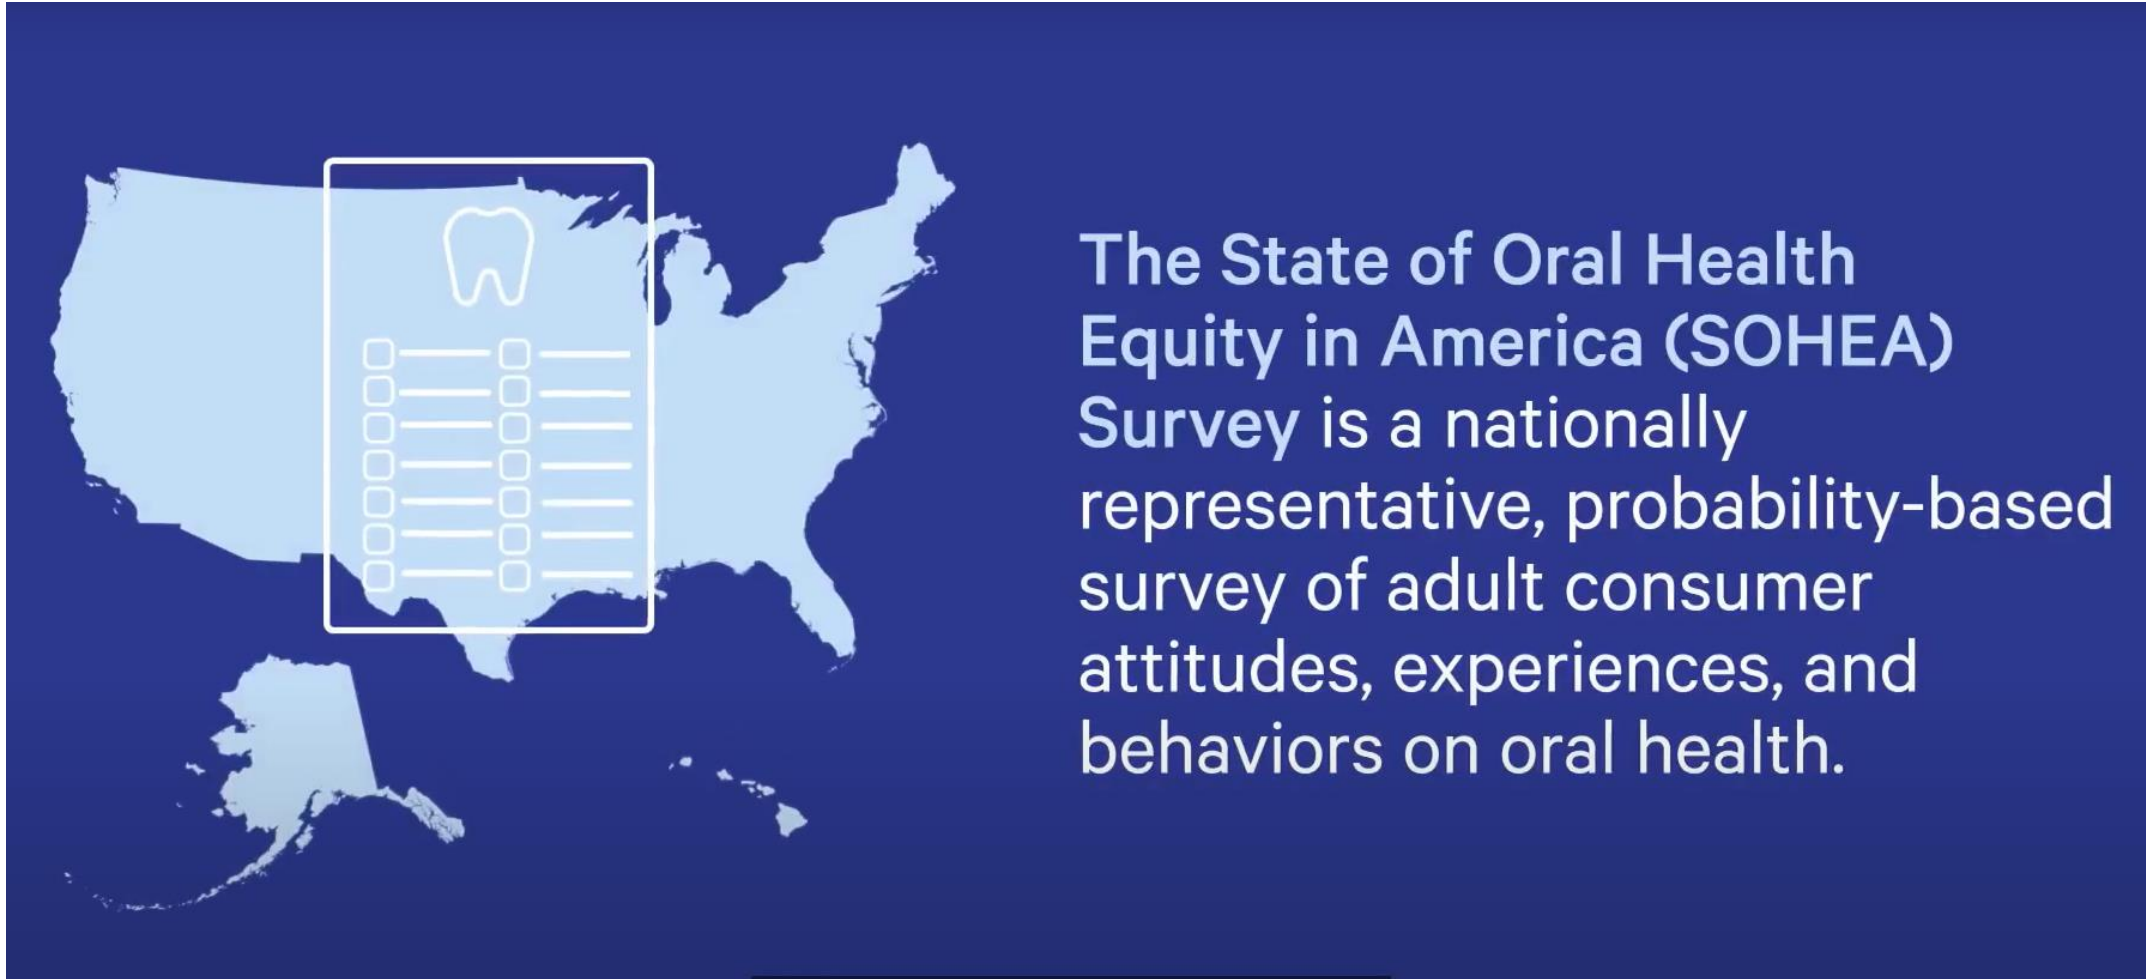 The State of Oral Health
Equity in America (SOHEA)
Survey is a nationally
representative, probability-based
survey of adult consumer
attitudes, experiences, and
behaviors on oral health.